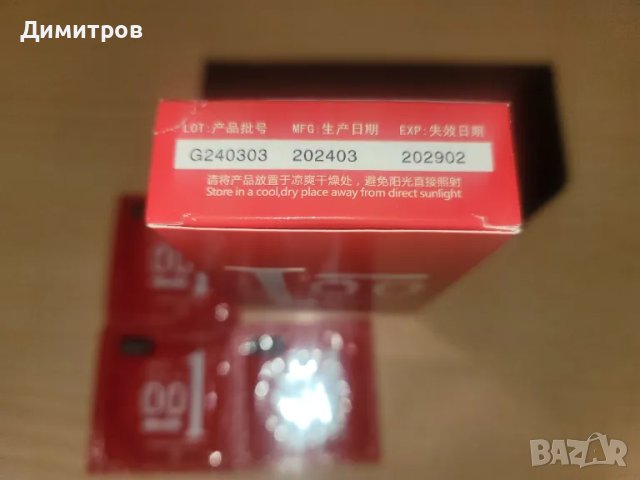 Димитров
LOT:产品批号 MFG:生产日期 EXP:失效日期
G240303 202403 202902
请将产品放置于凉爽干燥处，避免阳光直接照射
Store in a cool,dry place away from direct sunlight
001
001
BAZAR